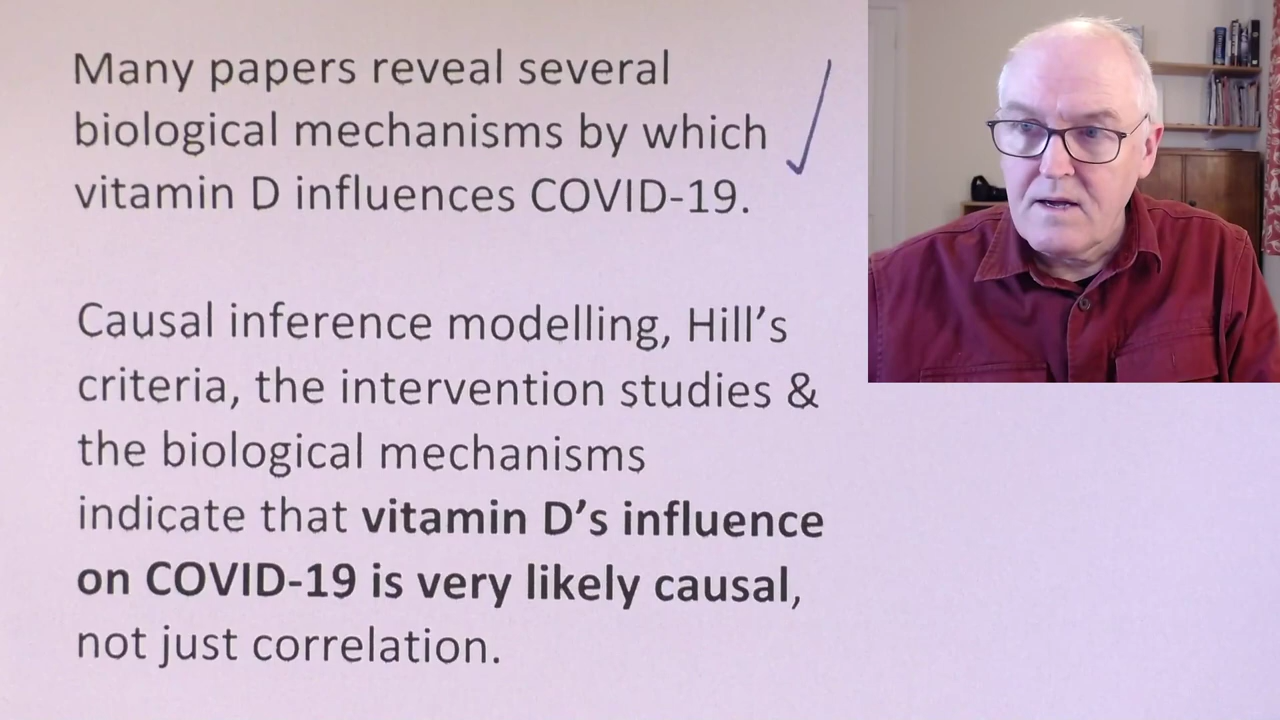 Many papers reveal several
biological mechanisms by which
vitamin D influences COVID-19.
Causal inference modelling, Hill's
criteria, the intervention studies &
the biological mechanisms
indicate that vitamin D's influence
on COVID-19 is very likely causal,
not just correlation.